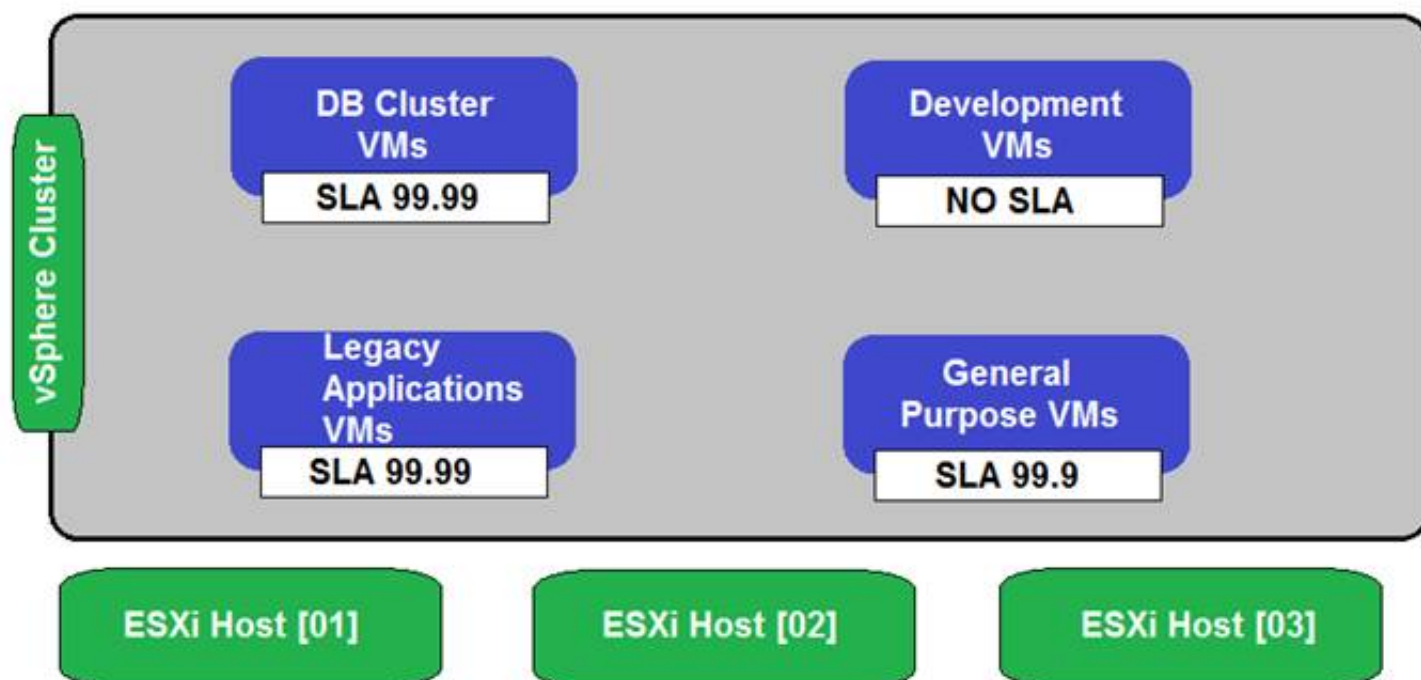 vSphere Cluster
DB Cluster
VMs
SLA 99.99
Development
VMs
NO SLA
Legacy
Applications
VMs
SLA 99.99
General
Purpose VMs
SLA 99.9
ESXi Host [01]
ESXi Host [02]
ESXi Host [03]